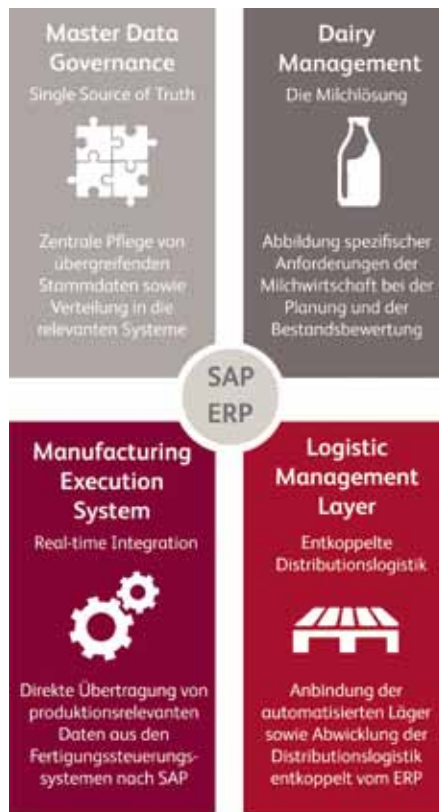 Master Data
Governance
Single Source of Truth
Zentrale Pflege von
übergreifenden
Stammdaten sowie
Verteilung in die
relevanten Systeme
Dairy
Management
Die Milchlösung
Abbildung spezifischer
Anforderungen der
Milchwirtschaft bei der
Planung und der
Bestandsbewertung
SAP
ERP
Manufacturing
Execution
System
Real-time Integration
Direkte Übertragung von
produktionsrelevanten
Daten aus den
Fertigungssteuerungs-
systemen nach SAP
Logistic
Management
Layer
Entkoppelte
Distributionslogistik
Anbindung der
automatisierten Läger
sowie Abwicklung der
Distributionslogistik
entkoppelt vom ERP